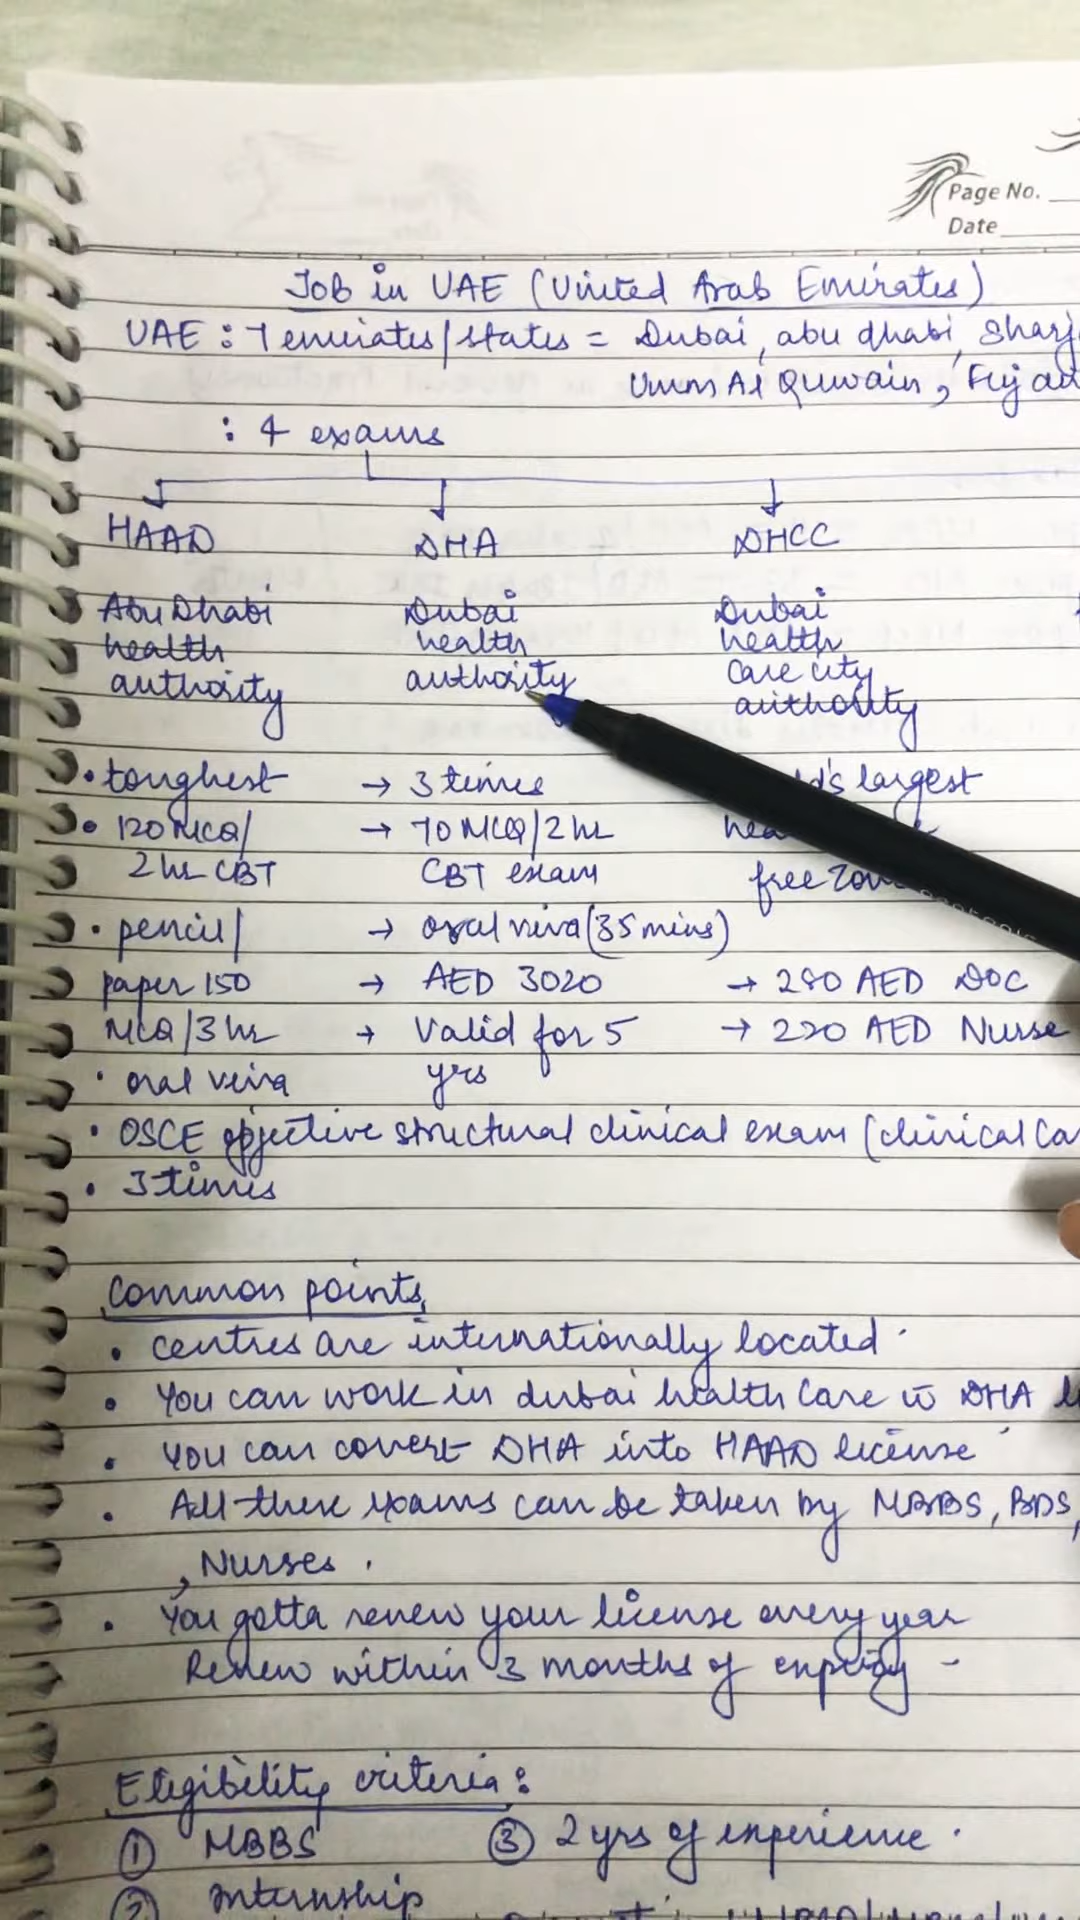 Page No.
Date
Job in UAE (United Arab Emirates)
UAE : 7 emirates/states = Dubai, abu dhabi, Sharj
Umm Al Quwain, Fuj
: 4 exams
HAAD DHA DHCC
Abu Dhabi Dubai Dubai
health health health
authority authority care city
authority
• toughest → 3 times largest
• 120 MCQ/ → 70 MCQ/2 hr
2 hr CBT CBT exam free zone
• pencil/ → oral viva (35 mins)
paper 150 → AED 3020 → 280 AED DOC
MCQ/3 hr → Valid for 5 → 220 AED Nurse
• oral viva yrs
• OSCE objective structural clinical exam (clinical ca
• 3 times
Common points
• centres are internationally located.
• You can work in dubai health care w DHA li
• You can covert DHA into HAAD license
• All these exams can be taken by MBBS, BDS,
, Nurses.
• You gotta renew your license every year
Renew within 3 months of expiry -
Eligibility criteria :
① MBBS ③ 2 yrs of experience.
② Internship